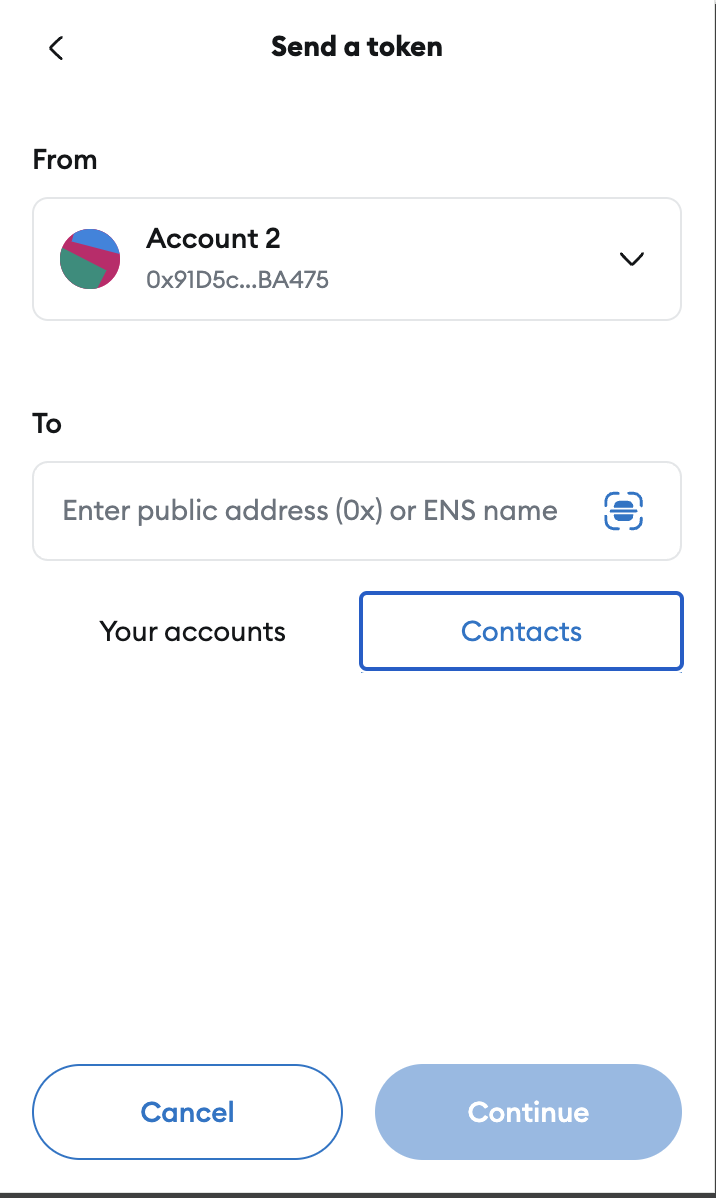 Send a token
From
Account 2
0x91D5c...BA475
To
Enter public address (0x) or ENS name
Your accounts
Contacts
Cancel
Continue